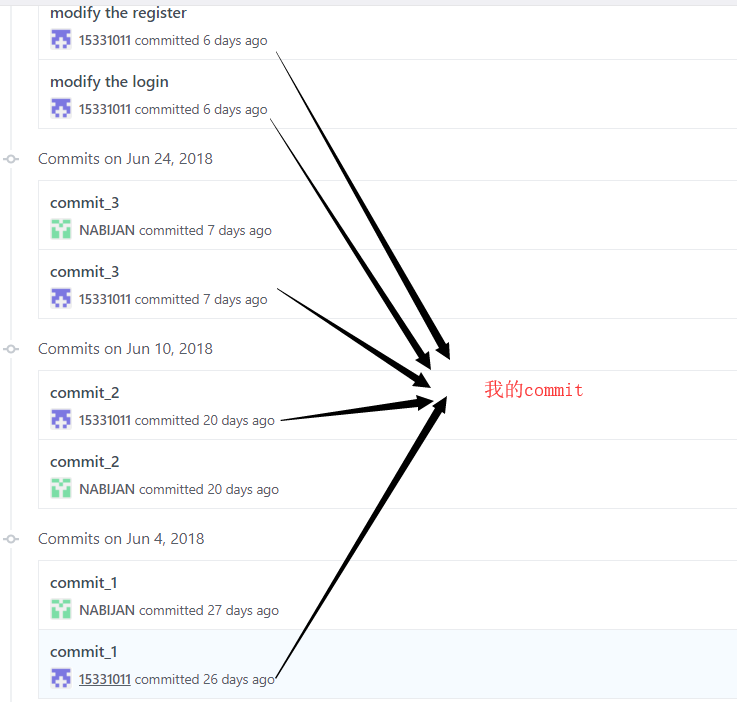 modify the register
15331011 committed 6 days ago
modify the login
15331011 committed 6 days ago
Commits on Jun 24, 2018
commit_3
NABIJAN committed 7 days ago
commit_3
15331011 committed 7 days ago
Commits on Jun 10, 2018
commit_2
我的commit
15331011 committed 20 days ago
commit_2
NABIJAN committed 20 days ago
Commits on Jun 4, 2018
commit_1
NABIJAN committed 27 days ago
commit_1
15331011 committed 26 days ago